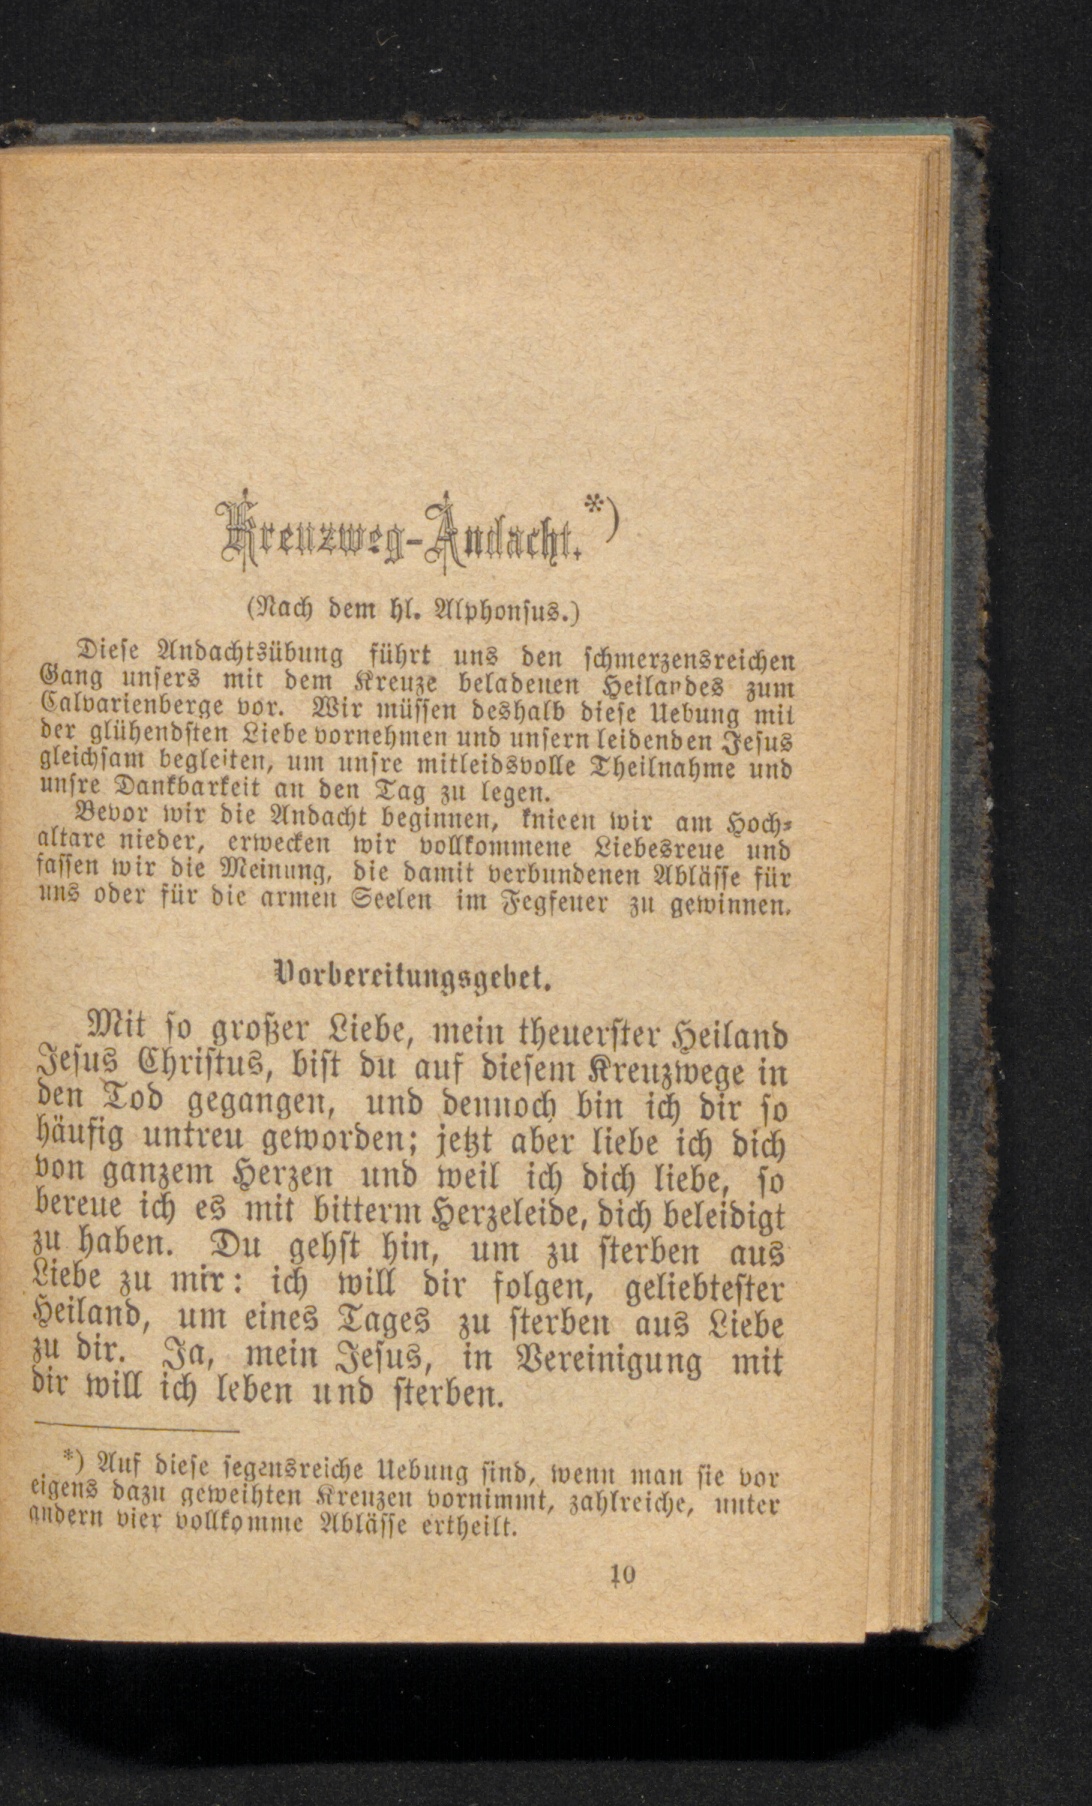 Kreuzweg-Andacht.*)
(Nach dem hl. Alphonsus.)
Diese Andachtsübung führt uns den schmerzensreichen
Gang unsers mit dem Kreuze beladenen Heilandes zum
Calvarienberge vor. Wir müssen deshalb diese Uebung mit
der glühendsten Liebe vornehmen und unsern leidenden Jesus
gleichsam begleiten, um unsre mitleidsvolle Theilnahme und
unsre Dankbarkeit an den Tag zu legen.
Bevor wir die Andacht beginnen, knieen wir am Hoch-
altare nieder, erwecken wir vollkommene Liebesreue und
fassen wir die Meinung, die damit verbundenen Ablässe für
uns oder für die armen Seelen im Fegfeuer zu gewinnen.
Vorbereitungsgebet.
Mit so großer Liebe, mein theuerster Heiland
Jesus Christus, bist du auf diesem Kreuzwege in
den Tod gegangen, und dennoch bin ich dir so
häufig untreu geworden; jetzt aber liebe ich dich
von ganzem Herzen und weil ich dich liebe, so
bereue ich es mit bitterm Herzeleide, dich beleidigt
zu haben. Du gehst hin, um zu sterben aus
Liebe zu mir: ich will dir folgen, geliebtester
Heiland, um eines Tages zu sterben aus Liebe
zu dir. Ja, mein Jesus, in Vereinigung mit
dir will ich leben und sterben.
*) Auf diese segensreiche Uebung sind, wenn man sie vor
eigens dazu geweihten Kreuzen vornimmt, zahlreiche, unter
andern vier vollkomme Ablässe ertheilt.
10